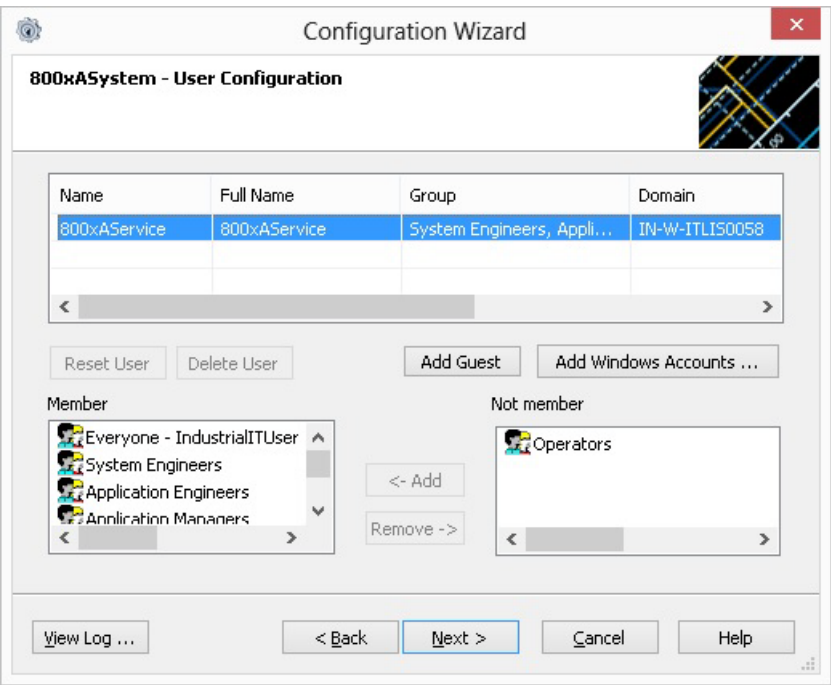 Configuration Wizard
800xASystem - User Configuration
Name Full Name Group Domain
800xAService 800xAService System Engineers, Appli... IN-W-ITLIS0058
Reset User Delete User Add Guest Add Windows Accounts ...
Member Not member
Everyone - IndustrialITUser
Operators
System Engineers
<- Add
Application Engineers
Application Managers
Remove ->
View Log ... < Back Next > Cancel Help